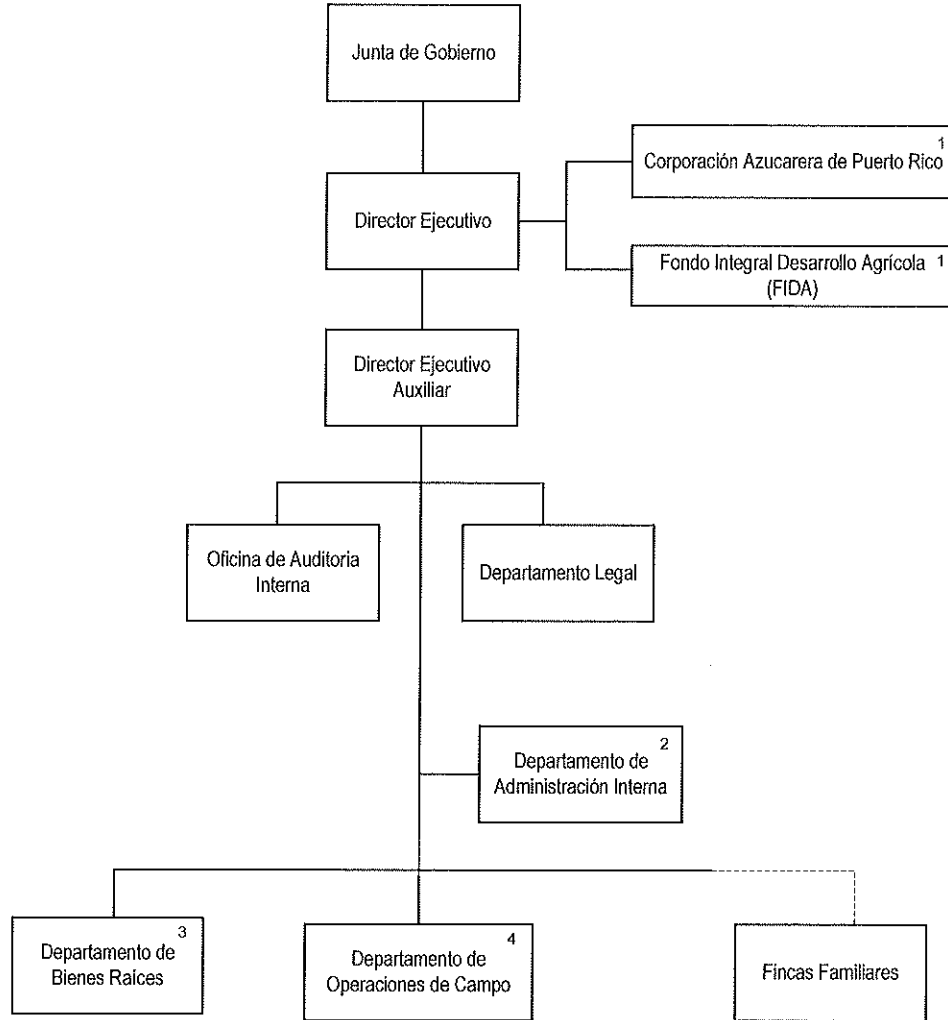 Junta de Gobierno
1
Corporación Azucarera de Puerto Rico
Director Ejecutivo
Fondo Integral Desarrollo Agrícola 1
(FIDA)
Director Ejecutivo
Auxiliar
Oficina de Auditoria
Interna
Departamento Legal
2
Departamento de
Administración Interna
3
Departamento de
Bienes Raíces
4
Departamento de
Operaciones de Campo
Fincas Familiares